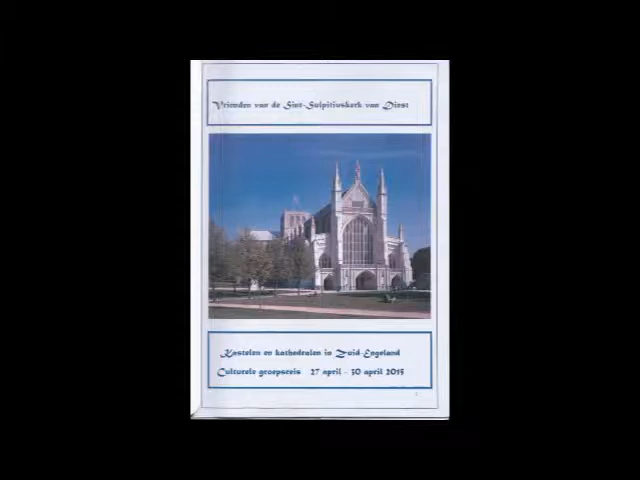 Vrienden van de Sint-Sulpitiuskerk van Diest
Kastelen en kathedralen in Zuid-Engeland
Culturele groepsreis 27 april - 30 april 2015